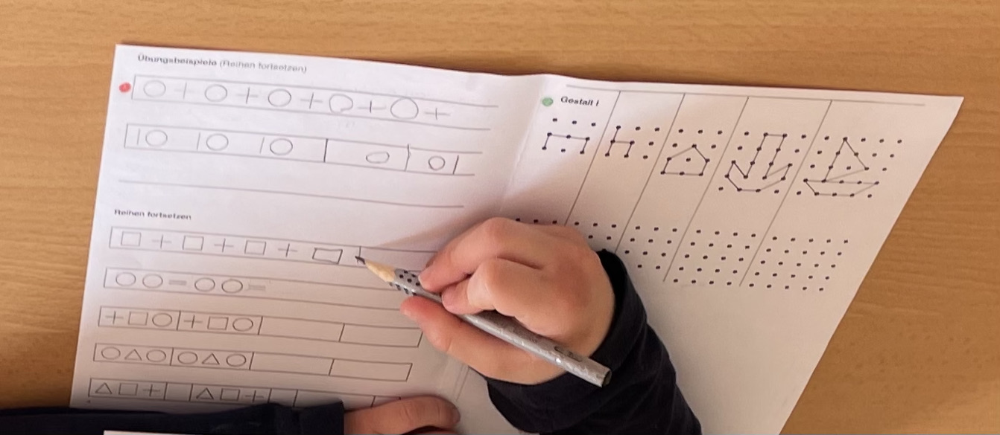 Übungsbeispiele (Reihen fortsetzen)
Reihen fortsetzen
Gestalt I